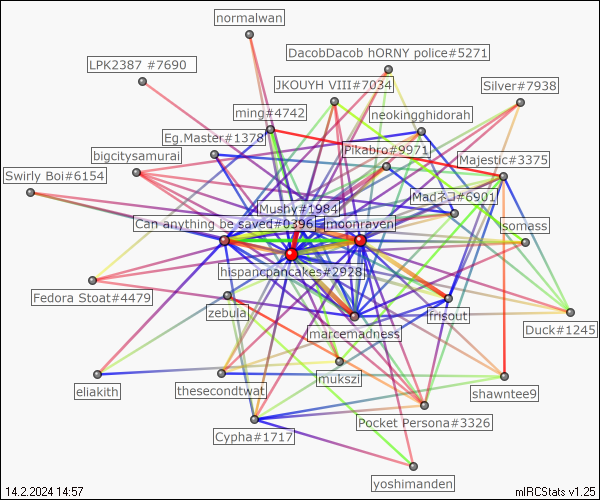 normalwan
DacobDacob hORNY police#5271
LPK2387 #7690
JKOUYH VIII#7034
Silver#7938
ming#4742
neokingghidorah
Eg.Master#1378
Pikabro#9971
bigcitysamurai
Majestic#3375
Swirly Boi#6154
Madネコ#6901
Mushy#1984
Can anything be saved#0396
moonraven
somass
hispancpancakes#2928
Fedora Stoat#4479
zebula
frisout
marcemadness
Duck#1245
mukszi
eliakith
thesecondtwat
shawntee9
Pocket Persona#3326
Cypha#1717
yoshimanden
14.2.2024 14:57
mIRCStats v1.25